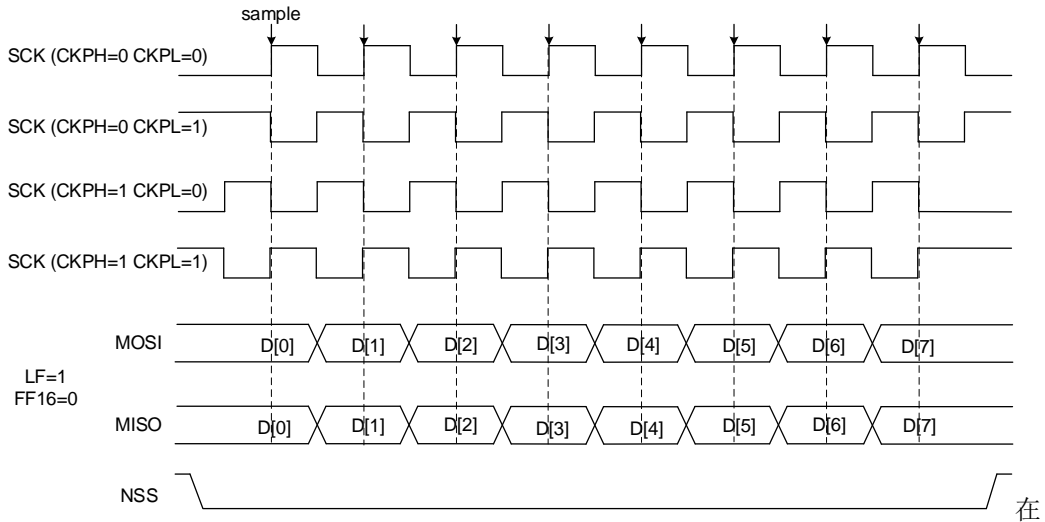 sample
SCK (CKPH=0 CKPL=0)
SCK (CKPH=0 CKPL=1)
SCK (CKPH=1 CKPL=0)
SCK (CKPH=1 CKPL=1)
MOSI D[0] D[1] D[2] D[3] D[4] D[5] D[6] D[7]
LF=1
FF16=0
MISO D[0] D[1] D[2] D[3] D[4] D[5] D[6] D[7]
NSS
在